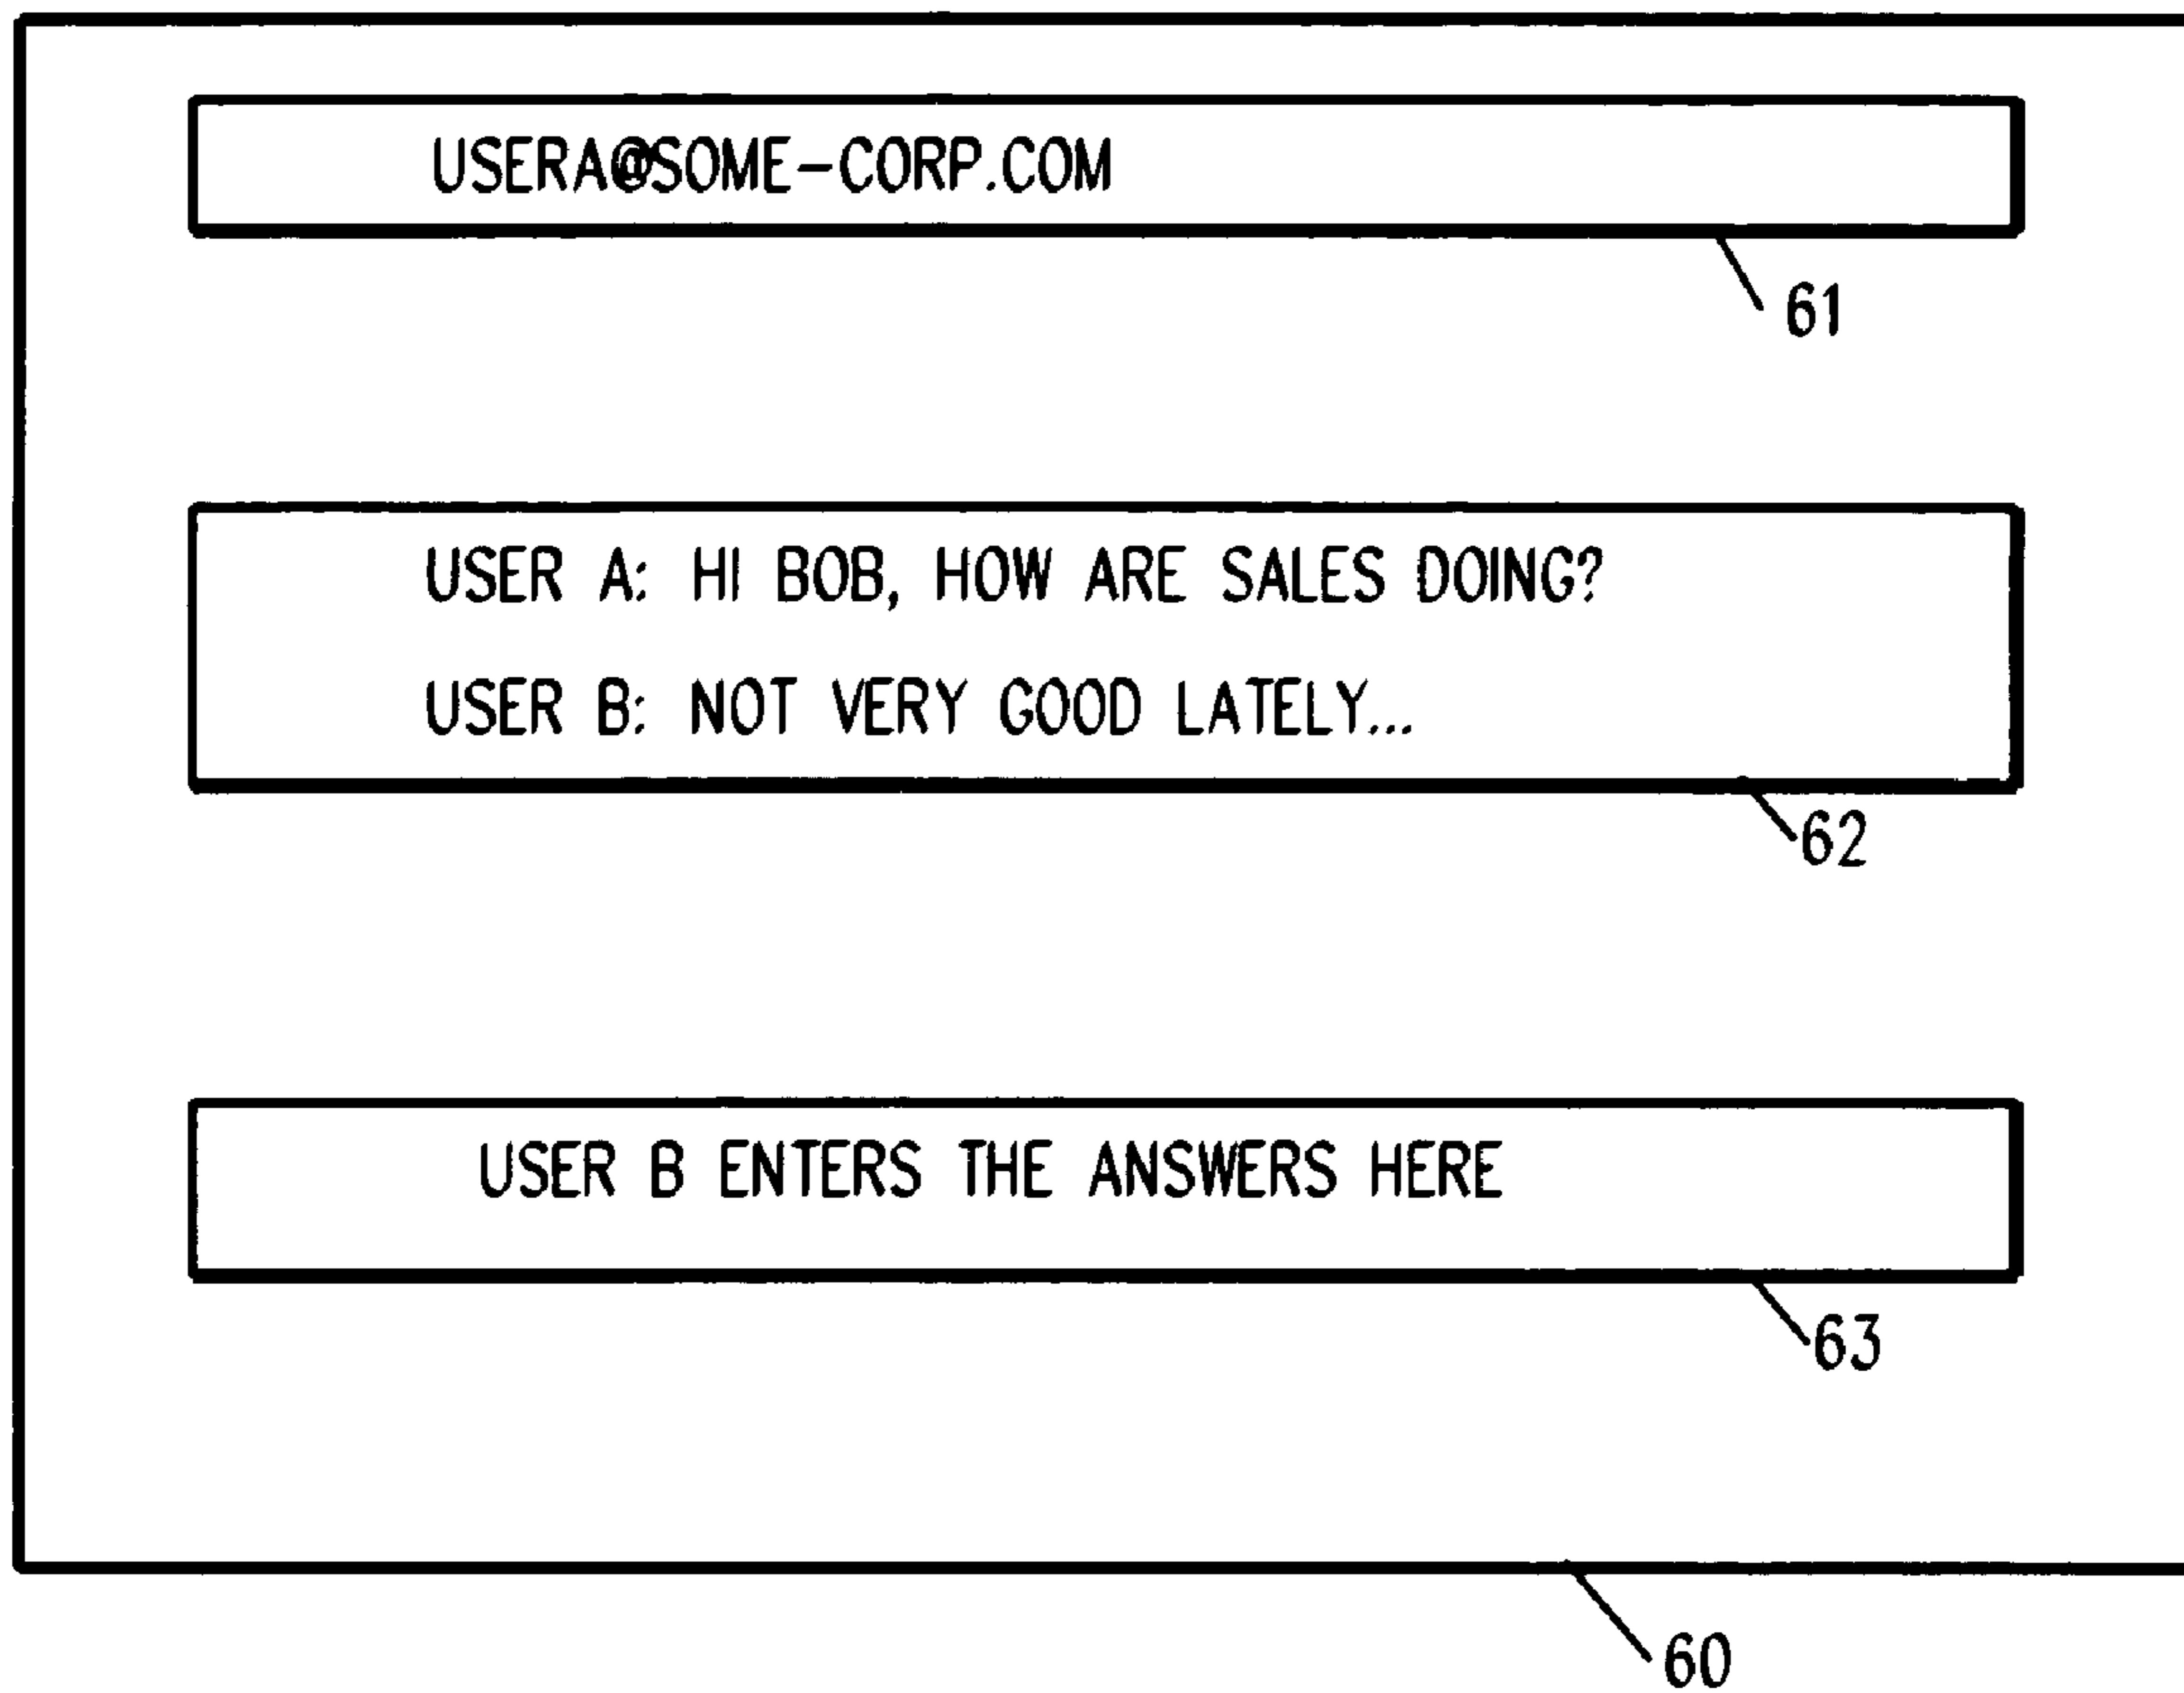 USERA@SOME-CORP.COM
61
USER A: HI BOB, HOW ARE SALES DOING?
USER B: NOT VERY GOOD LATELY...
62
USER B ENTERS THE ANSWERS HERE
63
60